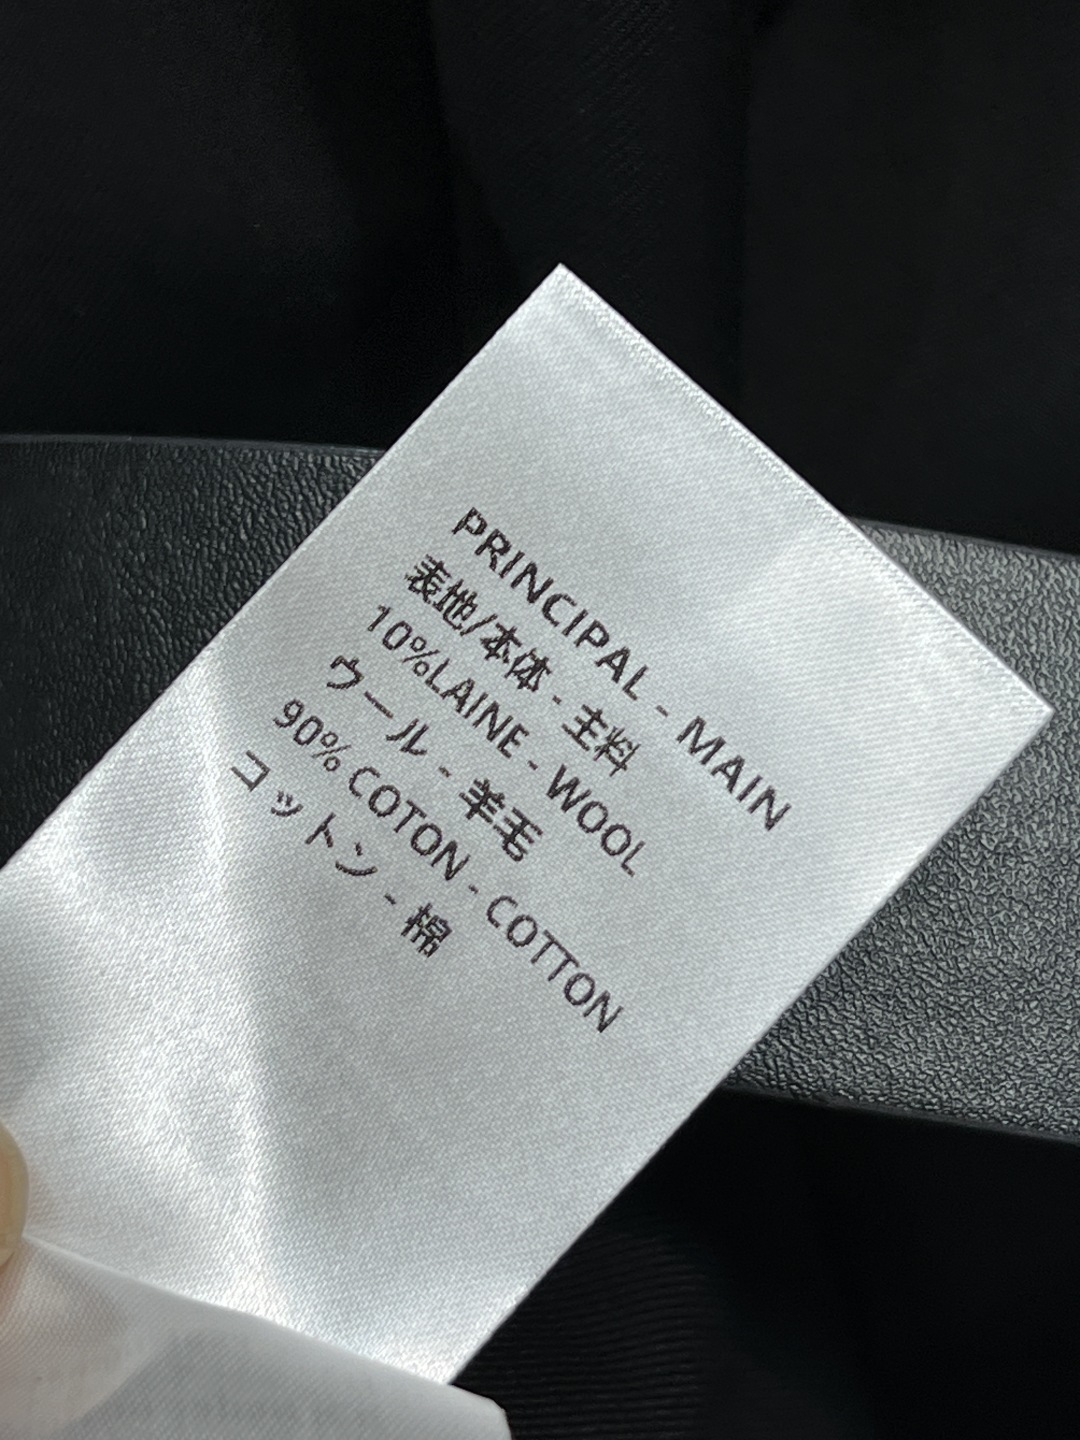 PRINCIPAL - MAIN
表地/本体 - 主料
10%LAINE - WOOL
ウール - 羊毛
90% COTON - COTTON
コットン - 棉